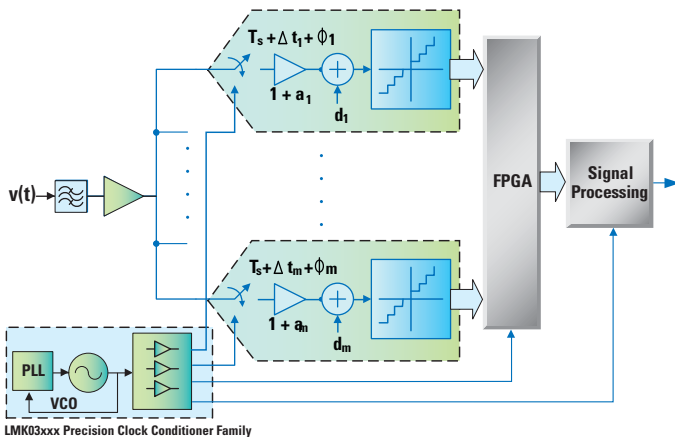 Ts + Δ t1 + ϕ1
1 + a1
d1
v(t)
FPGA
Signal
Processing
Ts + Δ tm + ϕm
1 + an
dm
PLL
VCO
LMK03xxx Precision Clock Conditioner Family